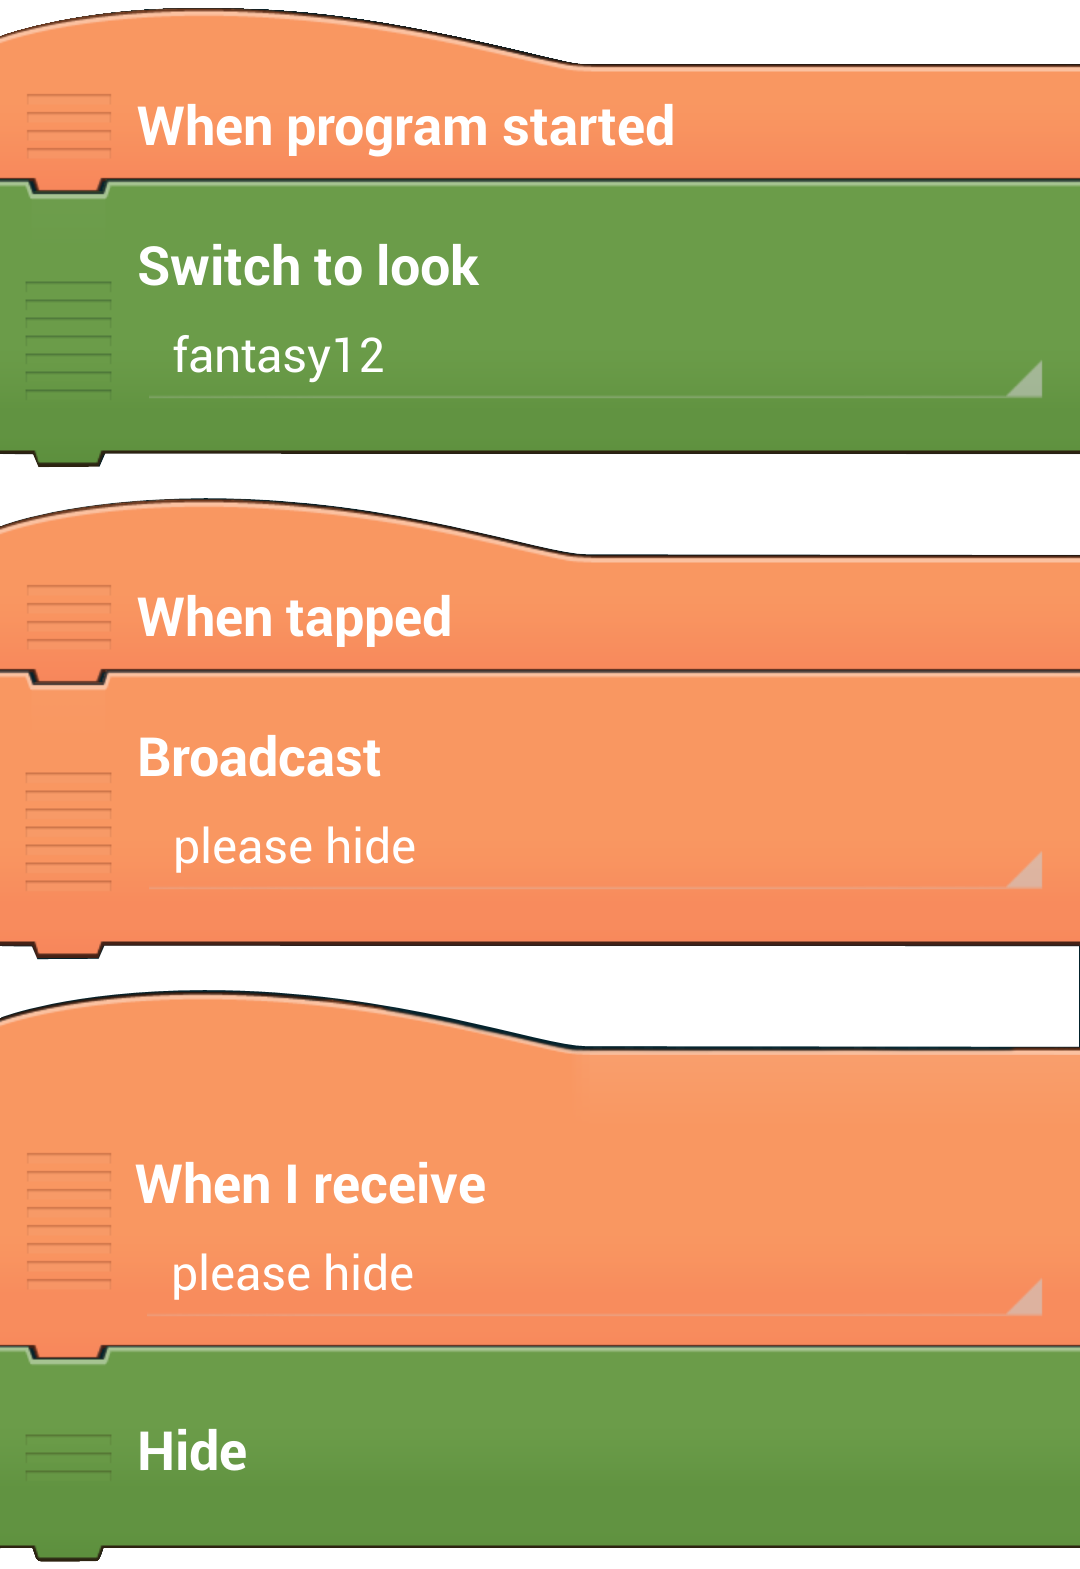 When program started
Switch to look
fantasy12
When tapped
Broadcast
please hide
When I receive
please hide
Hide